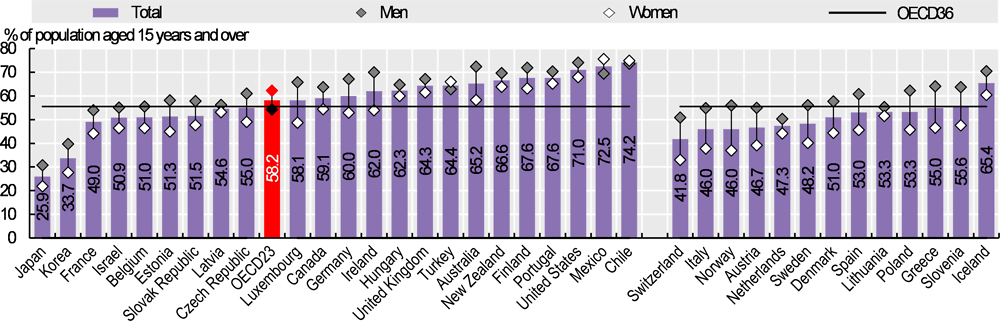 Total Men Women OECD36
% of population aged 15 years and over
80
70
60
50
40
30
20
10
0
25.9 33.7 49.0 50.9 51.0 51.3 51.5 54.6 55.0 58.2 58.1 59.1 60.0 62.0 62.3 64.3 64.4 65.2 66.6 67.6 67.6 71.0 72.5 74.2 41.8 46.0 46.0 46.7 47.3 48.2 51.0 53.0 53.3 53.3 55.0 55.6 65.4
Japan
Korea
France
Israel
Belgium
Estonia
Slovak Republic
Latvia
Czech Republic
OECD23
Luxembourg
Canada
Germany
Ireland
Hungary
United Kingdom
Turkey
Australia
New Zealand
Finland
Portugal
United States
Mexico
Chile
Switzerland
Italy
Norway
Austria
Netherlands
Sweden
Denmark
Spain
Lithuania
Poland
Greece
Slovenia
Iceland